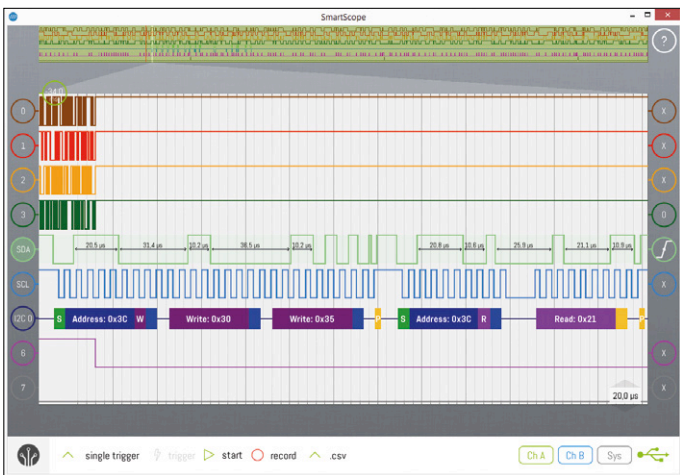 SmartScope
?
0 X
1 X
2 X
3 0
SDA 20,5 µs 31,4 µs 10,2 µs 36,5 µs 10,2 µs 20,8 µs 10,6 µs 25,9 µs 21,1 µs 10,9 µs
SCL X
I2C 0 S Address: 0x3C W Write: 0x30 Write: 0x35 S Address: 0x3C R Read: 0x21
6 X
7 X
20,0 µs
single trigger trigger start record .csv Ch A Ch B Sys